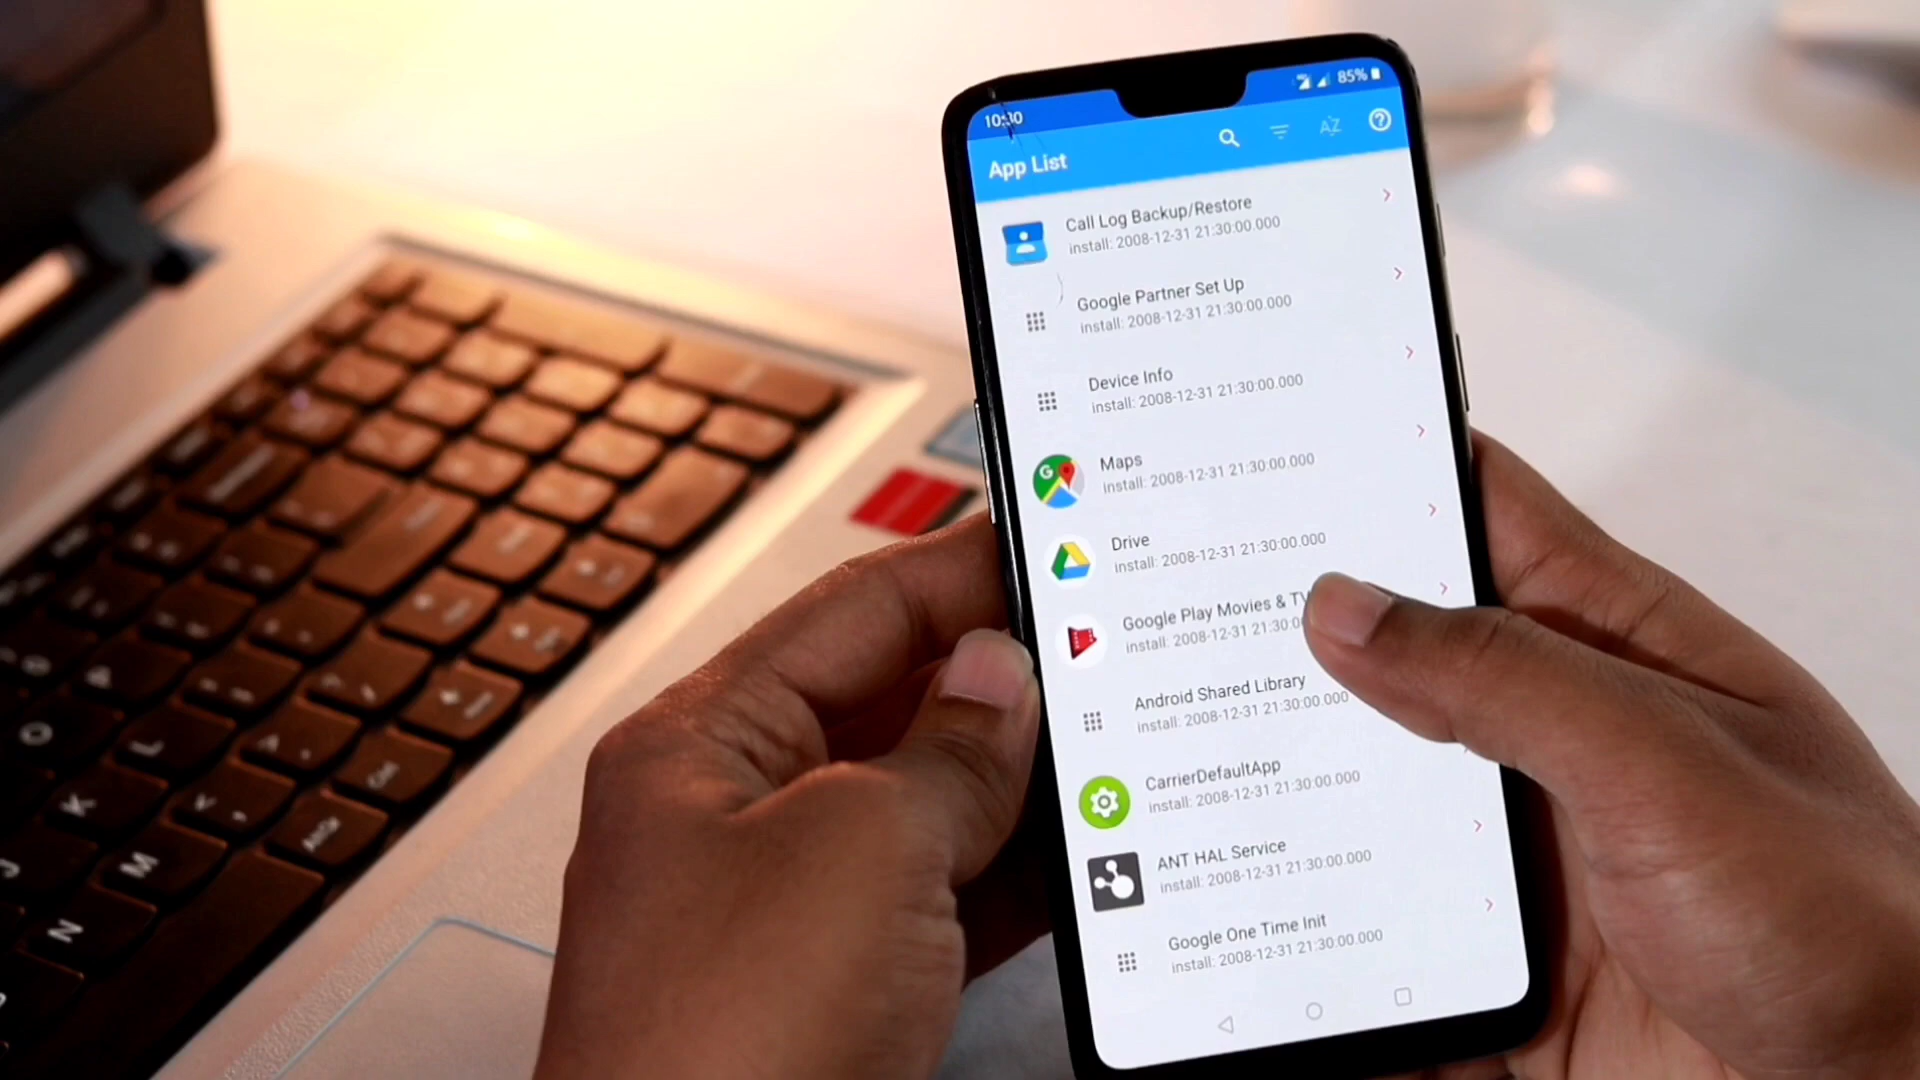 10:30
85%
App List
AZ
Call Log Backup/Restore
install: 2008-12-31 21:30:00.000
Google Partner Set Up
install: 2008-12-31 21:30:00.000
Device Info
install: 2008-12-31 21:30:00.000
Maps
install: 2008-12-31 21:30:00.000
Drive
install: 2008-12-31 21:30:00.000
Google Play Movies & TV
install: 2008-12-31 21:30:0
Android Shared Library
install: 2008-12-31 21:30:00.000
CarrierDefaultApp
install: 2008-12-31 21:30:00.000
ANT HAL Service
install: 2008-12-31 21:30:00.000
Google One Time Init
install: 2008-12-31 21:30:00.000
O
L
K
M
N
J
AltGr
Ctrl